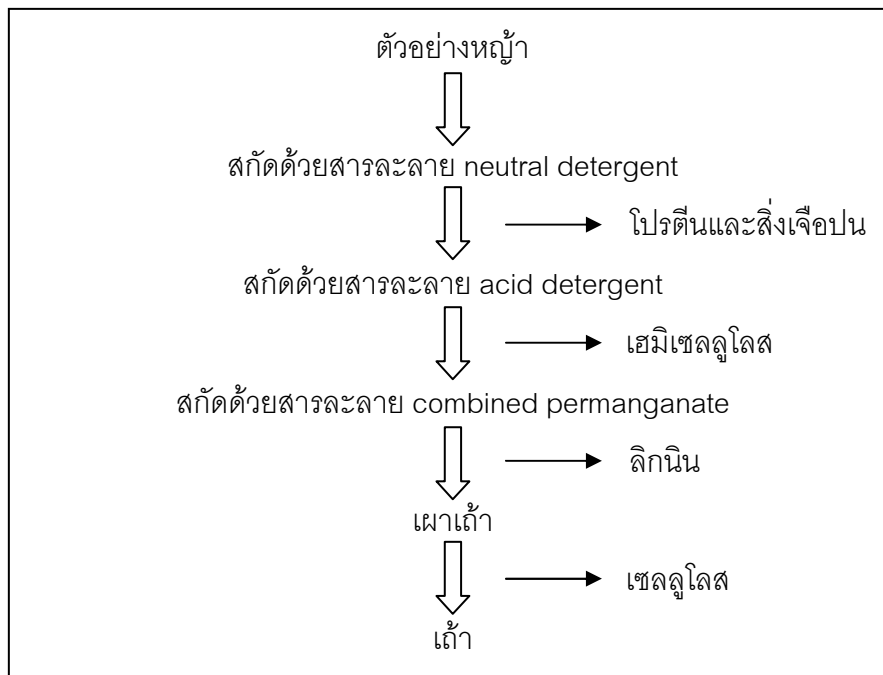 ตัวอย่างหญ้า
สกัดด้วยสารละลาย neutral detergent
โปรตีนและสิ่งเจือปน
สกัดด้วยสารละลาย acid detergent
เฮมิเซลลูโลส
สกัดด้วยสารละลาย combined permanganate
ลิกนิน
เผาเถ้า
เซลลูโลส
เถ้า